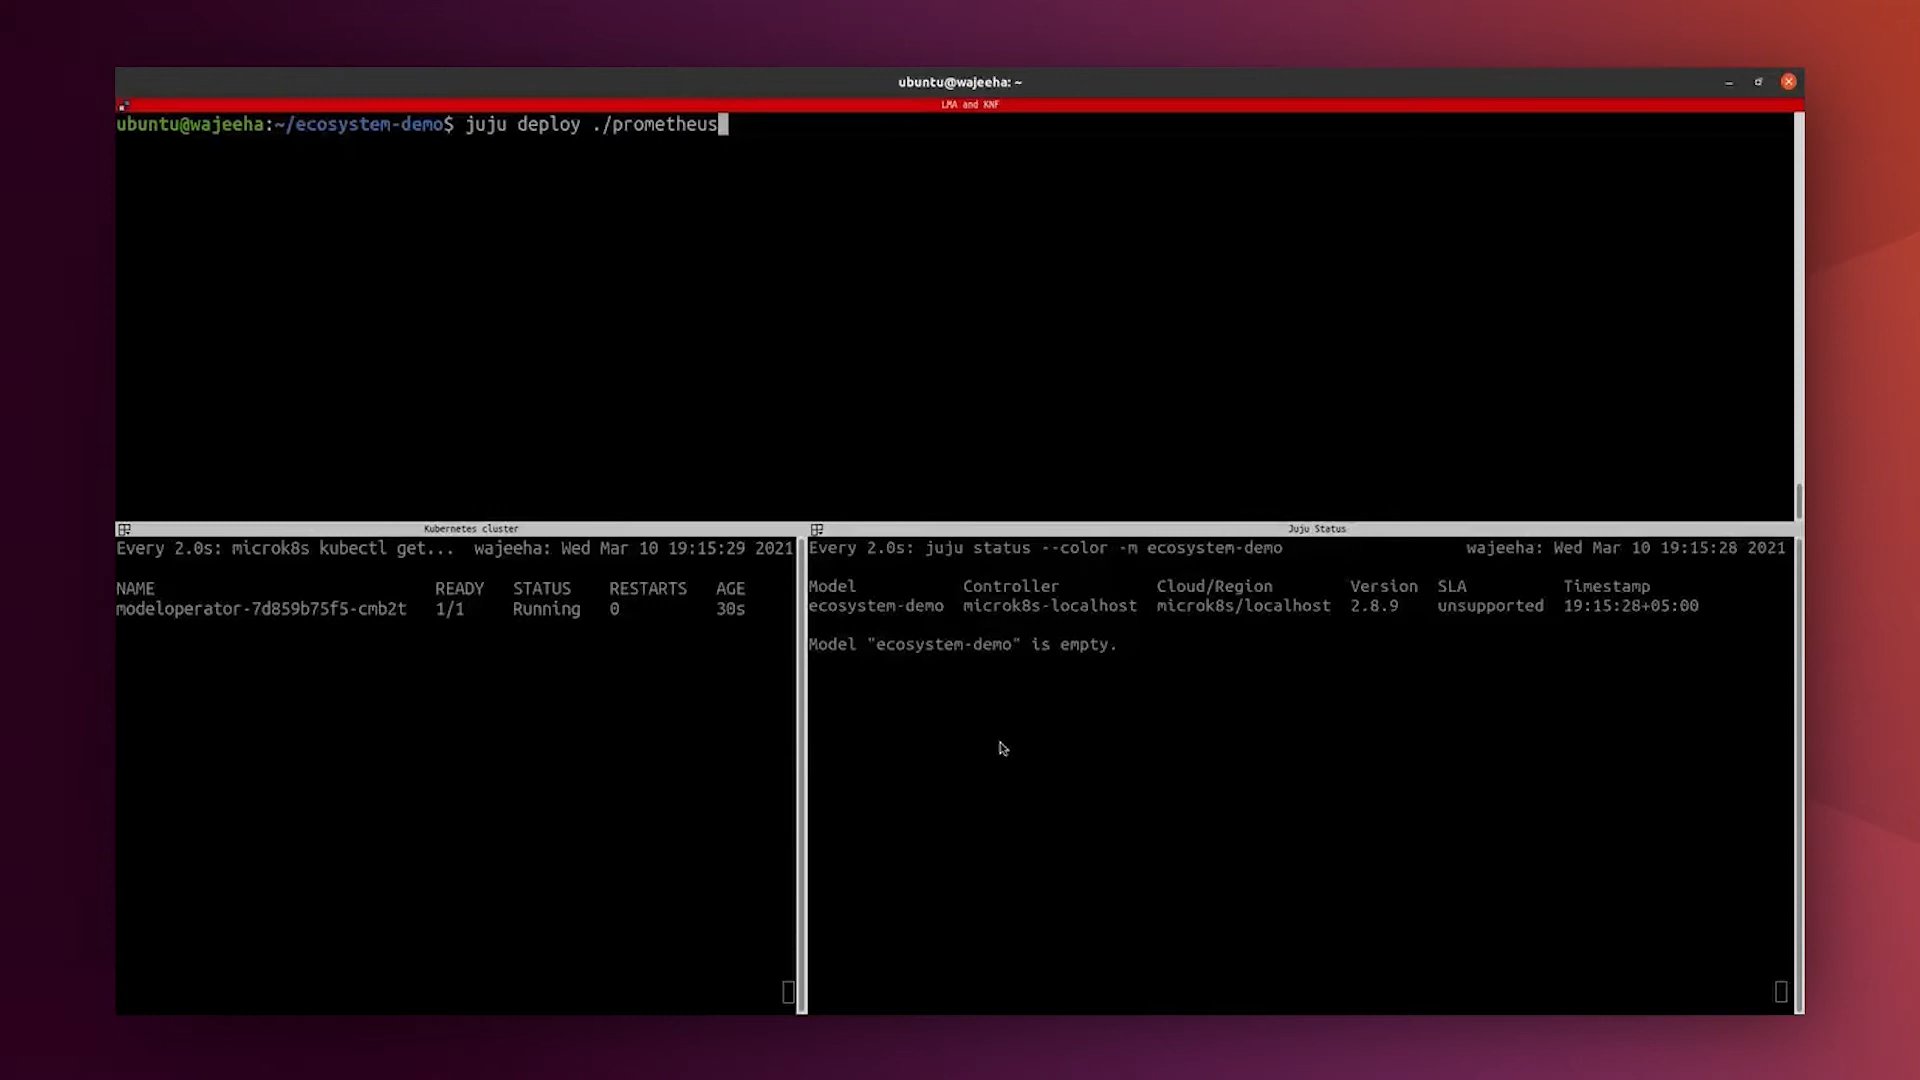 ubuntu@wajeeha: ~
LMA and KNF
ubuntu@wajeeha:~/ecosystem-demo$ juju deploy ./prometheus
Kubernetes cluster
Every 2.0s: microk8s kubectl get... wajeeha: Wed Mar 10 19:15:29 2021
NAME READY STATUS RESTARTS AGE
modeloperator-7d859b75f5-cmb2t 1/1 Running 0 30s
Juju Status
Every 2.0s: juju status --color -m ecosystem-demo wajeeha: Wed Mar 10 19:15:28 2021
Model Controller Cloud/Region Version SLA Timestamp
ecosystem-demo microk8s-localhost microk8s/localhost 2.8.9 unsupported 19:15:28+05:00
Model "ecosystem-demo" is empty.